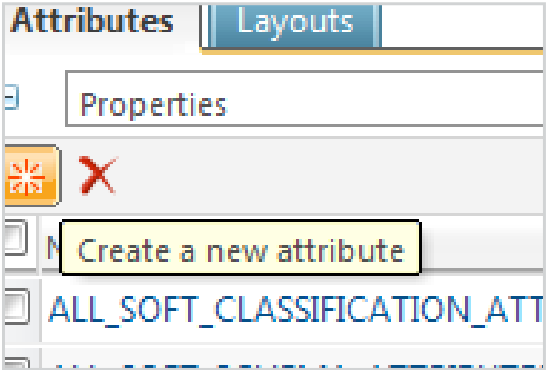 Attributes Layouts
Properties
Create a new attribute
ALL_SOFT_CLASSIFICATION_ATT